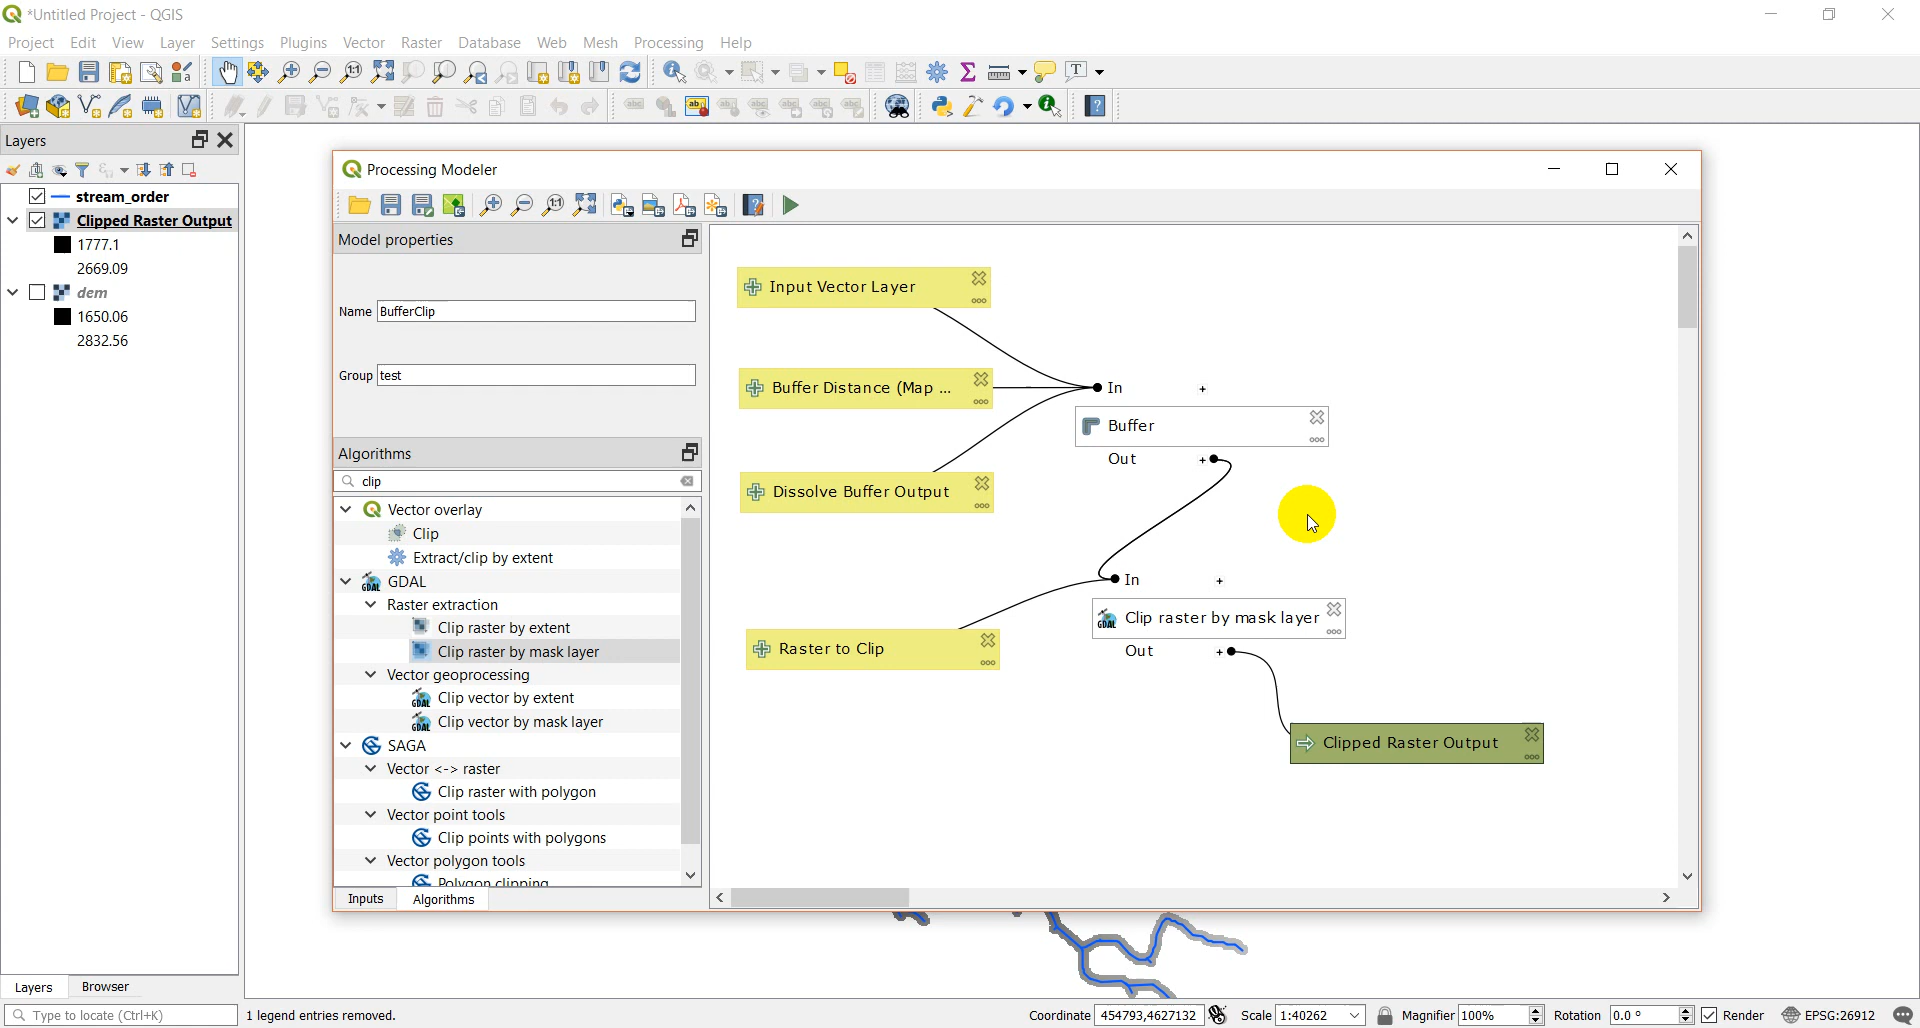 *Untitled Project - QGIS
Project Edit View Layer Settings Plugins Vector Raster Database Web Mesh Processing Help
Layers
stream_order
Clipped Raster Output
1777.1
2669.09
dem
1650.06
2832.56
Processing Modeler
Model properties
Name BufferClip
Group test
Algorithms
clip
Vector overlay
Clip
Extract/clip by extent
GDAL
Raster extraction
Clip raster by extent
Clip raster by mask layer
Vector geoprocessing
Clip vector by extent
Clip vector by mask layer
SAGA
Vector <-> raster
Clip raster with polygon
Vector point tools
Clip points with polygons
Vector polygon tools
Polygon clipping
Inputs Algorithms
Input Vector Layer
Buffer Distance (Map ...
Dissolve Buffer Output
Raster to Clip
In +
Buffer
Out +
In +
Clip raster by mask layer
Out +
Clipped Raster Output
Layers Browser
Type to locate (Ctrl+K) 1 legend entries removed. Coordinate 454793,4627132 Scale 1:40262 Magnifier 100% Rotation 0.0 ° Render EPSG:26912